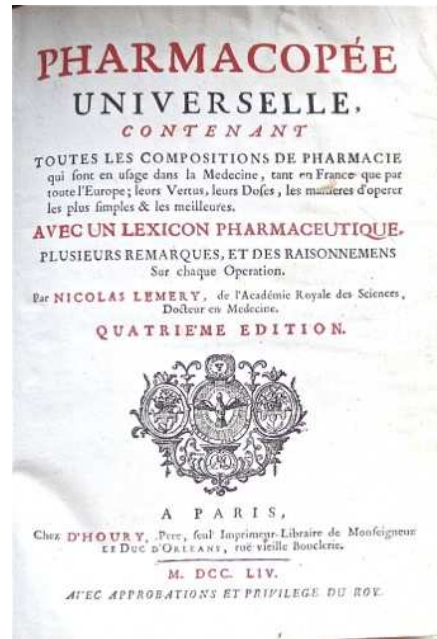 PHARMACOPÉE
UNIVERSELLE,
CONTENANT
TOUTES LES COMPOSITIONS DE PHARMACIE
qui sont en usage dans la Medecine, tant en France que par
toute l'Europe; leurs Vertus, leurs Doses, les manieres d'operer
les plus simples & les meilleures.
AVEC UN LEXICON PHARMACEUTIQUE,
PLUSIEURS REMARQUES, ET DES RAISONNEMENS
Sur chaque Operation.
Par NICOLAS LEMERY, de l'Académie Royale des Sciences,
Docteur en Medecine.
QUATRIE'ME EDITION.
A PARIS,
Chez D'HOURY, Pere, seul Imprimeur-Libraire de Monseigneur
LE DUC D'ORLEANS, ruë vieille Bouclerie.
M. DCC. LIV.
AVEC APPROBATIONS ET PRIVILEGE DU ROY.